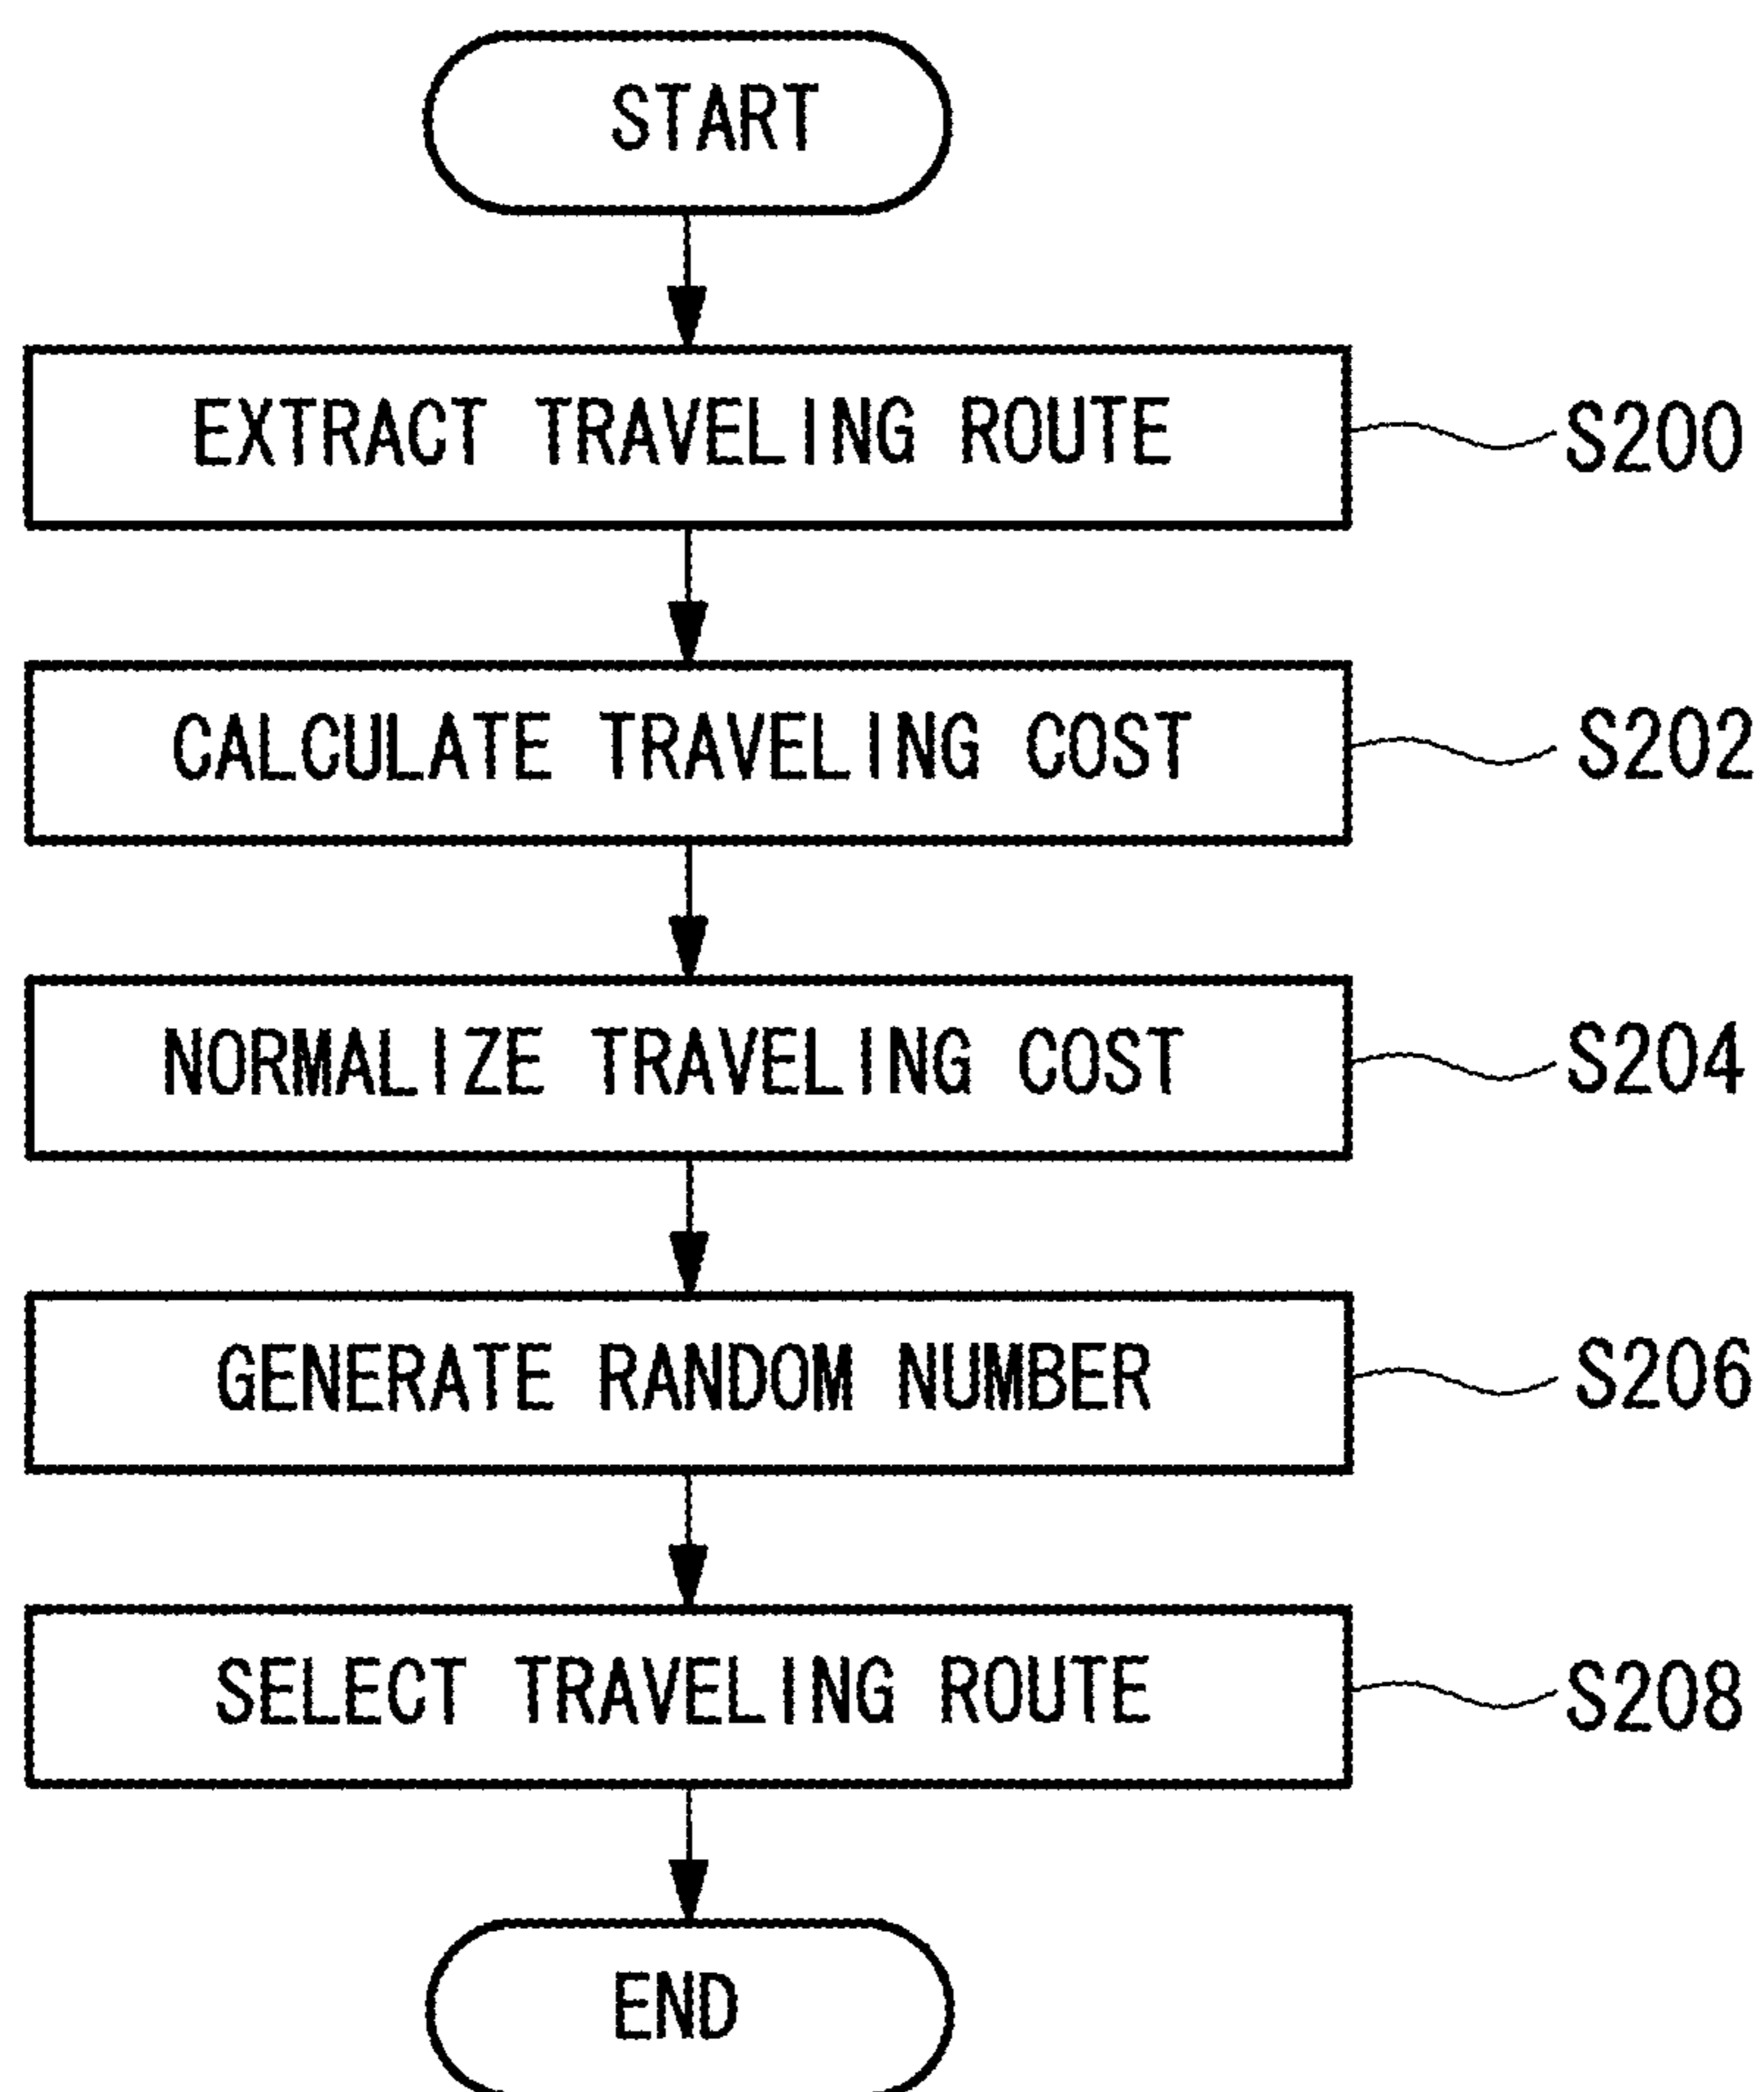 START
EXTRACT TRAVELING ROUTE S200
CALCULATE TRAVELING COST S202
NORMALIZE TRAVELING COST S204
GENERATE RANDOM NUMBER S206
SELECT TRAVELING ROUTE S208
END